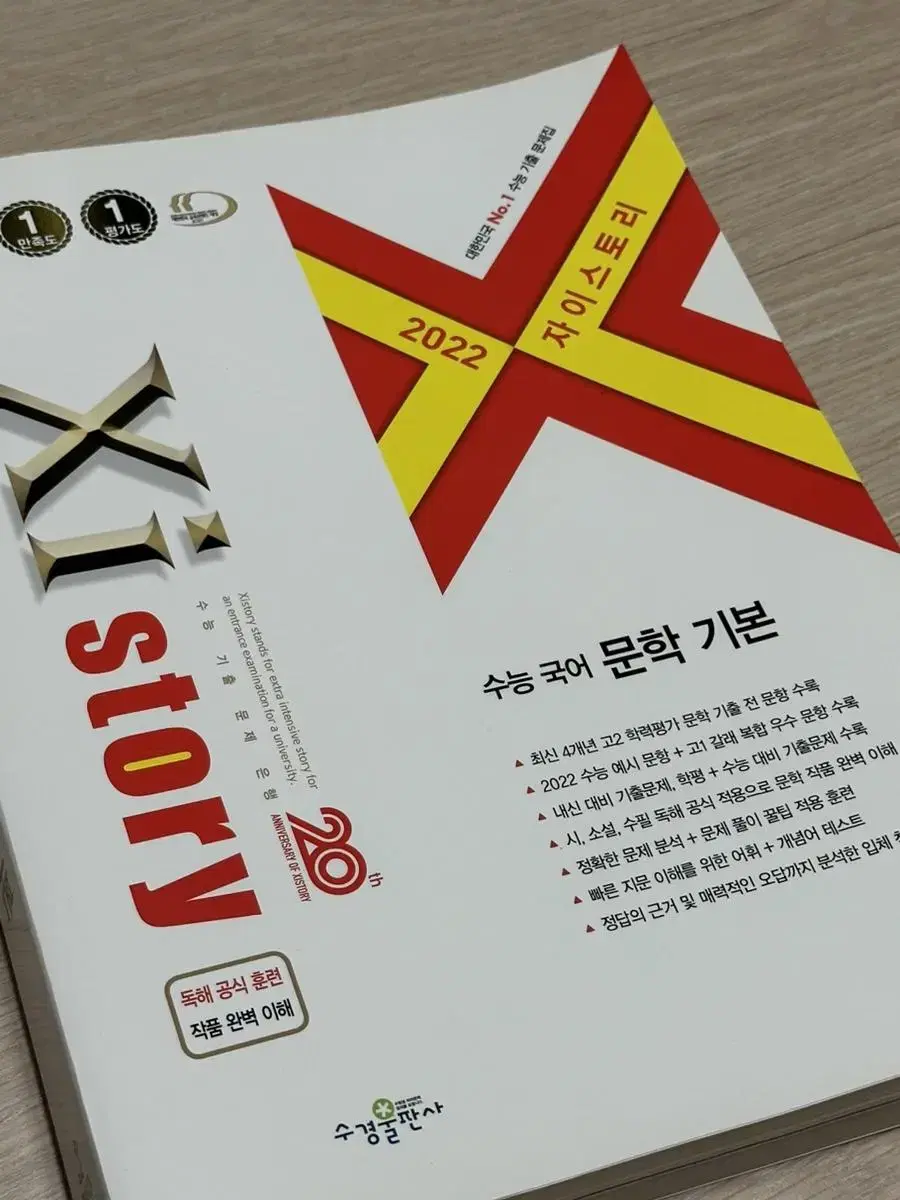 1
만족도
1
평가도
대한민국 No.1 수능 기출 문제집
2022
자이스토리
Xi
story
Xistory stands for extra intensive story for
an entrance examination for a university.
수능 기출 문제 은행
20th
ANNIVERSARY OF XISTORY
독해 공식 훈련
작품 완벽 이해
수능 국어 문학 기본
▲ 최신 4개년 고2 학력평가 문학 기출 전 문항 수록
▲ 2022 수능 예시 문항 + 고1 갈래 복합 우수 문항 수록
▲ 내신 대비 기출문제, 학평 + 수능 대비 기출문제 수록
▲ 시, 소설, 수필 독해 공식 적용으로 문학 작품 완벽 이해
▲ 정확한 문제 분석 + 문제 풀이 꿀팁 적용 훈련
▲ 빠른 지문 이해를 위한 어휘 + 개념어 테스트
▲ 정답의 근거 및 매력적인 오답까지 분석한 입체
수경출판사